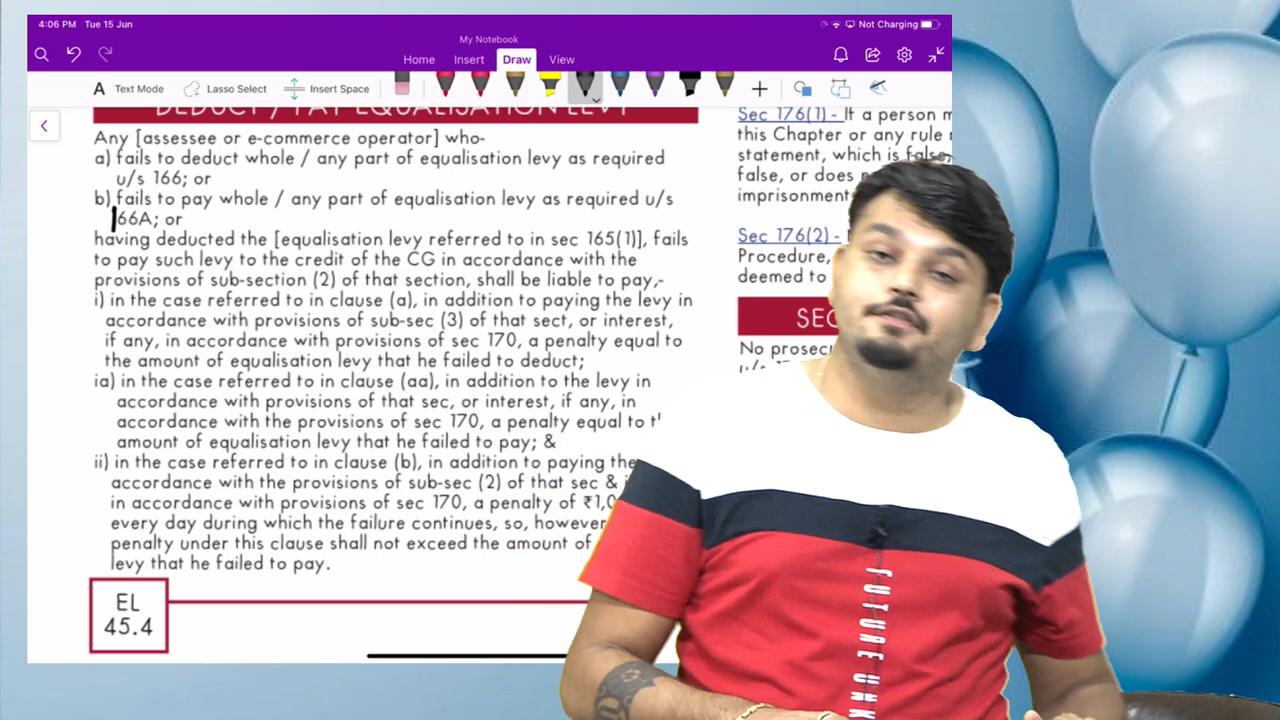 4:06 PM Tue 15 Jun
Not Charging
My Notebook
Home Insert Draw View
Text Mode Lasso Select Insert Space
DEDUCT / PAY EQUALISATION LEVY
Any [assessee or e-commerce operator] who-
a) fails to deduct whole / any part of equalisation levy as required
u/s 166; or
b) fails to pay whole / any part of equalisation levy as required u/s
166A; or
having deducted the [equalisation levy referred to in sec 165(1)], fails
to pay such levy to the credit of the CG in accordance with the
provisions of sub-section (2) of that section, shall be liable to pay,-
i) in the case referred to in clause (a), in addition to paying the levy in
accordance with provisions of sub-sec (3) of that sect, or interest,
if any, in accordance with provisions of sec 170, a penalty equal to
the amount of equalisation levy that he failed to deduct;
ia) in the case referred to in clause (aa), in addition to the levy in
accordance with provisions of that sec, or interest, if any, in
accordance with the provisions of sec 170, a penalty equal to
amount of equalisation levy that he failed to pay; &
ii) in the case referred to in clause (b), in addition to paying the
accordance with the provisions of sub-sec (2) of that sec &
in accordance with provisions of sec 170, a penalty of
every day during which the failure continues, so, however
penalty under this clause shall not exceed the amount of
levy that he failed to pay.
EL
45.4
Sec 176(1) - If a person
this Chapter or any rule
statement, which is false,
false, or does
imprisonment
Sec 176(2) -
Procedure,
deemed to
No
FUTURE